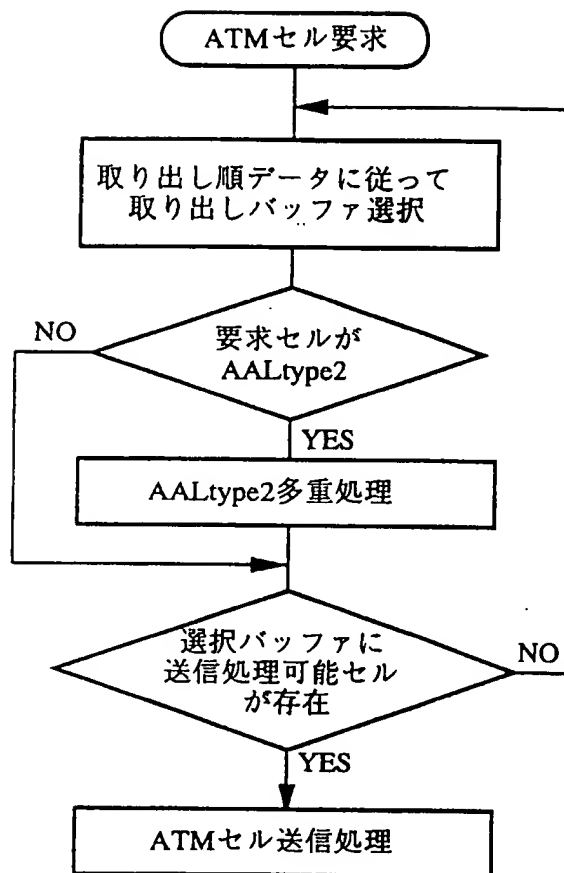 ATMセル要求
取り出し順データに従って
取り出しバッファ選択
NO
要求セルが
AALtype2
YES
AALtype2多重処理
選択バッファに
送信処理可能セル
が存在
NO
YES
ATMセル送信処理